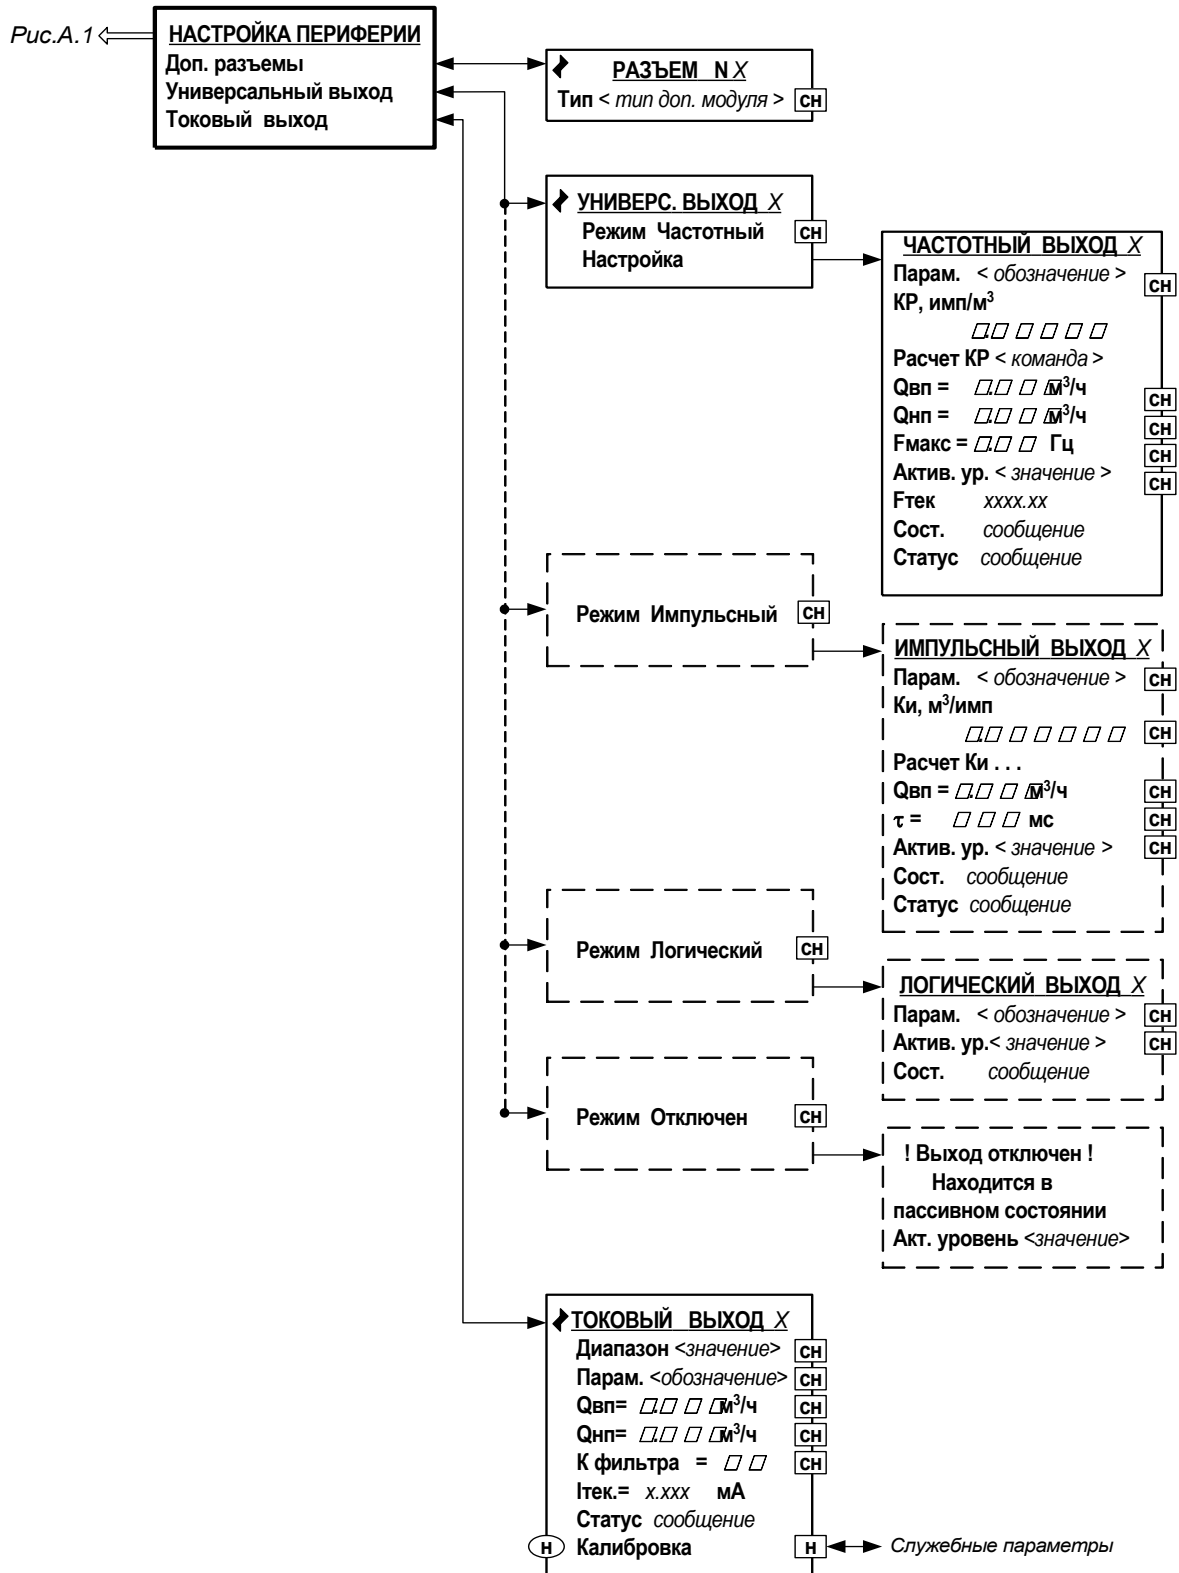 Рис.А.1
НАСТРОЙКА ПЕРИФЕРИИ
Доп. разъемы
Универсальный выход
Токовый выход
РАЗЪЕМ N X
Тип < тип доп. модуля > СН
УНИВЕРС. ВЫХОД X
Режим Частотный СН
Настройка
ЧАСТОТНЫЙ ВЫХОД X
Парам. < обозначение > СН
КР, имп/м³
Расчет КР < команда >
Qвп = м³/ч СН
Qнп = м³/ч СН
Fмакс = Гц СН
Актив. ур. < значение > СН
Fтек xxxx.xx
Сост. сообщение
Статус сообщение
Режим Импульсный СН
ИМПУЛЬСНЫЙ ВЫХОД X
Парам. < обозначение > СН
Ки, м³/имп
СН
Расчет Ки . . .
Qвп = м³/ч СН
τ = мс СН
Актив. ур. < значение > СН
Сост. сообщение
Статус сообщение
Режим Логический СН
ЛОГИЧЕСКИЙ ВЫХОД X
Парам. < обозначение > СН
Актив. ур.< значение > СН
Сост. сообщение
Режим Отключен СН
! Выход отключен !
Находится в
пассивном состоянии
Акт. уровень <значение>
ТОКОВЫЙ ВЫХОД X
Диапазон <значение> СН
Парам. <обозначение> СН
Qвп= м³/ч СН
Qнп= м³/ч СН
К фильтра = СН
Iтек.= x.xxx мА
Статус сообщение
Н Калибровка Н Служебные параметры